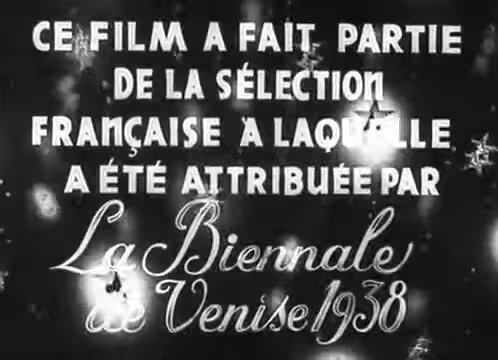 CE FILM A FAIT PARTIE
DE LA SÉLECTION
FRANÇAISE A LAQUELLE
A ÉTÉ ATTRIBUÉE PAR
La Biennale
de Venise 1938